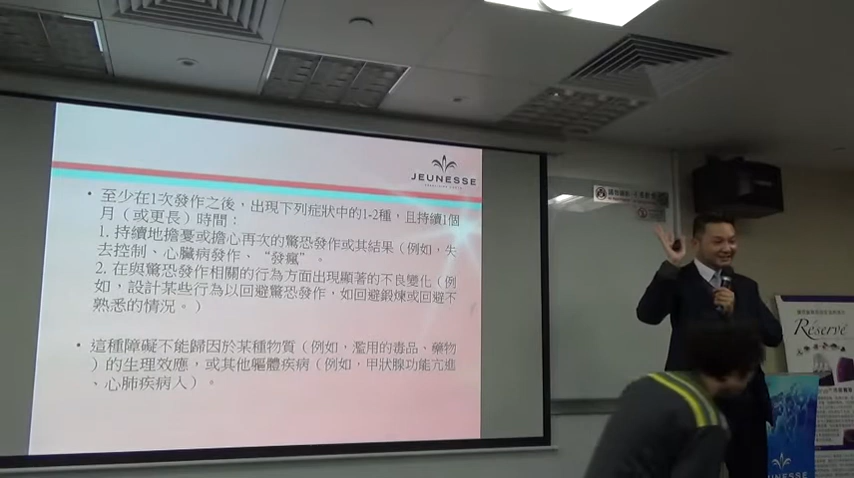 JEUNESSE
• 至少在1次發作之後，出現下列症狀中的1-2種，且持續1個
月（或更長）時間：
1. 持續地擔憂或擔心再次的驚恐發作或其結果（例如，失
去控制、心臟病發作、“發瘋”。
2. 在與驚恐發作相關的行為方面出現顯著的不良變化（例
如，設計某些行為以回避驚恐發作，如回避鍛煉或回避不
熟悉的情況。）
• 這種障礙不能歸因於某種物質（例如，濫用的毒品、藥物
）的生理效應，或其他軀體疾病（例如，甲狀腺功能亢進
、心肺疾病人）。
Réservé
JEUNESSE